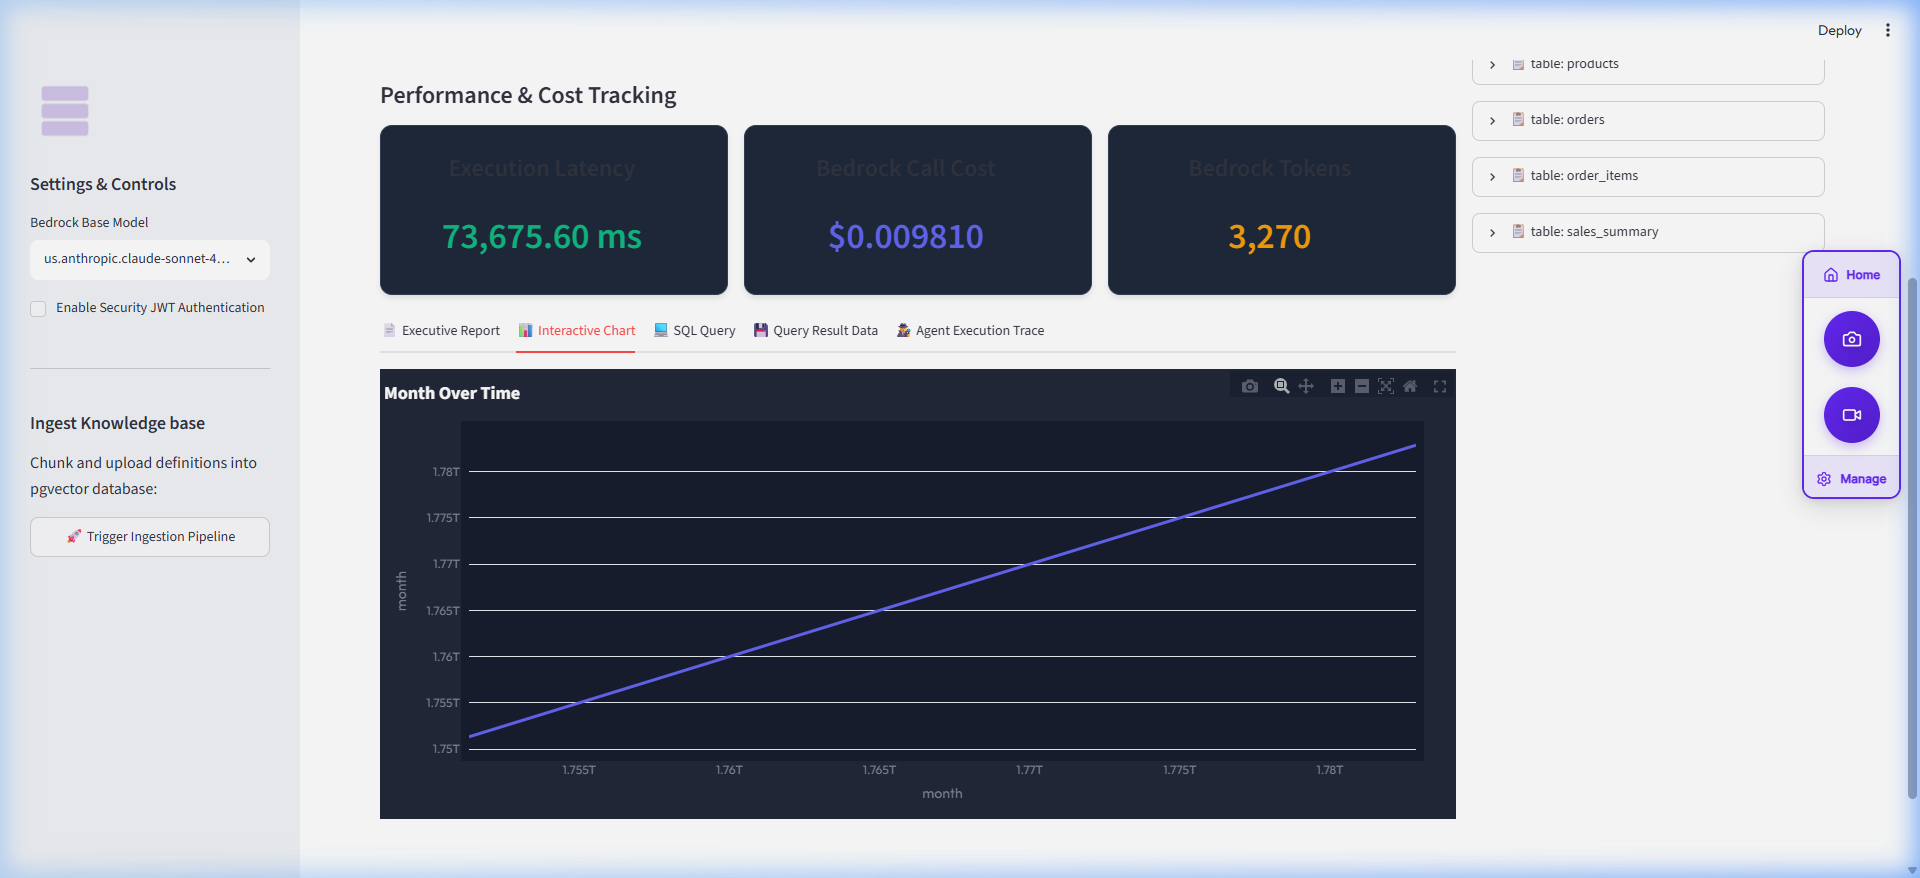 Deploy
Settings & Controls
Bedrock Base Model
us.anthropic.claude-sonnet-4...
Enable Security JWT Authentication
Ingest Knowledge base
Chunk and upload definitions into
pgvector database:
🚀 Trigger Ingestion Pipeline
Performance & Cost Tracking
Execution Latency
73,675.60 ms
Bedrock Call Cost
$0.009810
Bedrock Tokens
3,270
Executive Report
Interactive Chart
SQL Query
Query Result Data
Agent Execution Trace
Month Over Time
month
1.78T
1.775T
1.77T
1.765T
1.76T
1.755T
1.75T
1.755T
1.76T
1.765T
1.77T
1.775T
1.78T
month
table: products
table: orders
table: order_items
table: sales_summary
Home
Manage